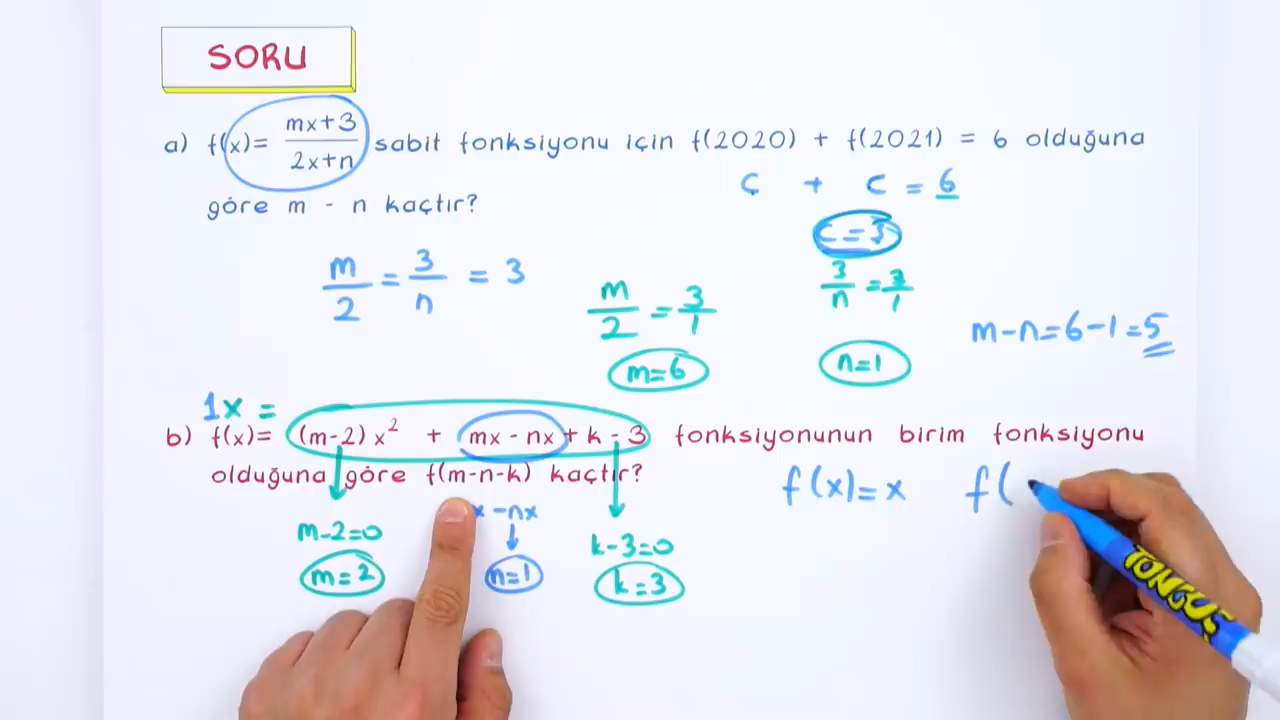 SORU
a) f(x)= mx+3 / 2x+n sabit fonksiyonu için f(2020) + f(2021) = 6 olduğuna
c + c = 6
göre m - n kaçtır?
c=3
m/2 = 3/n = 3
m/2 = 3/1
3/n = 3/1
m-n=6-1=5
m=6
n=1
1x =
b) f(x)= (m-2)x² + mx - nx + k - 3 fonksiyonunun birim fonksiyonu
olduğuna göre f(m-n-k) kaçtır?
f(x)=x f(
x -nx
m-2=0
k-3=0
m=2
n=1
k=3
TONGUÇ